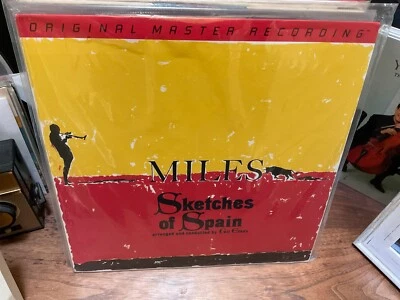 ORIGINAL MASTER RECORDING
MILES
Sketches
of Spain
arranged and conducted by Gil Evans